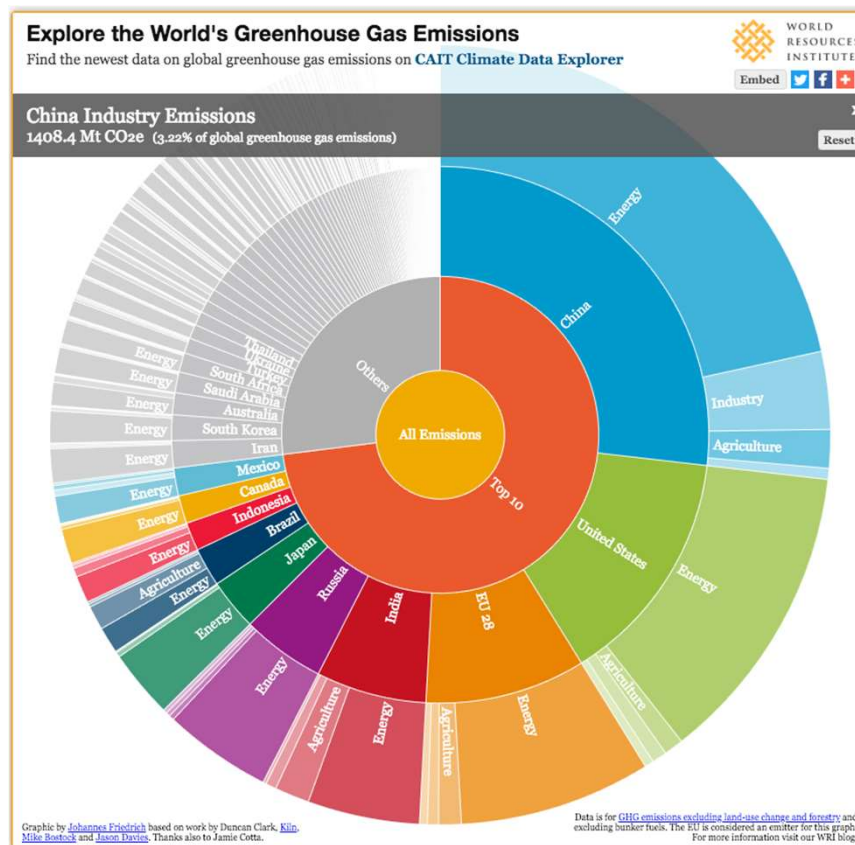 Explore the World's Greenhouse Gas Emissions
Find the newest data on global greenhouse gas emissions on CAIT Climate Data Explorer
WORLD
RESOURCES
INSTITUTE
Embed
China Industry Emissions
1408.4 Mt CO2e (3.22% of global greenhouse gas emissions)
Reset
All Emissions
Top 10
Others
China
Energy
Industry
Agriculture
United States
Energy
Agriculture
EU 28
Energy
Agriculture
India
Energy
Agriculture
Russia
Energy
Japan
Energy
Brazil
Energy
Agriculture
Indonesia
Energy
Canada
Energy
Mexico
Energy
Iran
Energy
South Korea
Energy
Australia
Energy
Saudi Arabia
Energy
South Africa
Energy
Turkey
Ukraine
Thailand
Graphic by Johannes Friedrich based on work by Duncan Clark, Kiln,
Mike Bostock and Jason Davies. Thanks also to Jamie Cotta.
Data is for GHG emissions excluding land-use change and forestry and
excluding bunker fuels. The EU is considered an emitter for this graph
For more information visit our WRI blog